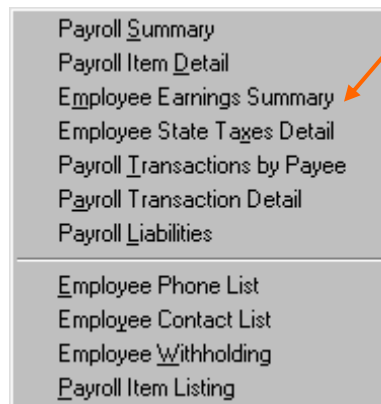 Payroll Summary
Payroll Item Detail
Employee Earnings Summary
Employee State Taxes Detail
Payroll Transactions by Payee
Payroll Transaction Detail
Payroll Liabilities
Employee Phone List
Employee Contact List
Employee Withholding
Payroll Item Listing